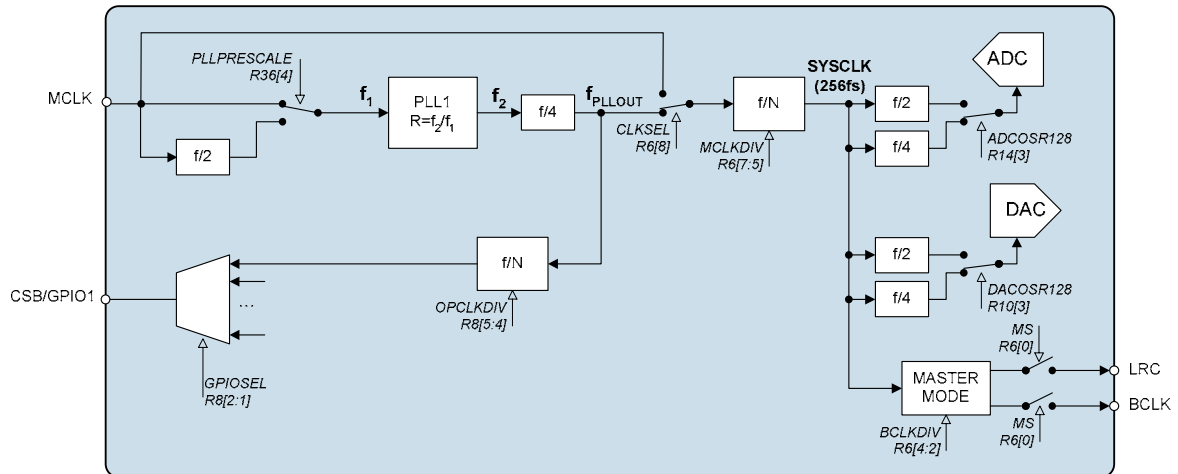 PLLPRESCALE
R36[4]
MCLK
f/2
f1
PLL1
R=f2/f1
f2
f/4
fPLLOUT
CLKSEL
R6[8]
f/N
MCLKDIV
R6[7:5]
SYSCLK
(256fs)
f/2
f/4
ADC
ADCOSR128
R14[3]
DAC
f/2
f/4
DACOSR128
R10[3]
CSB/GPIO1
...
GPIOSEL
R8[2:1]
f/N
OPCLKDIV
R8[5:4]
MASTER
MODE
BCLKDIV
R6[4:2]
MS
R6[0]
LRC
BCLK
MS
R6[0]